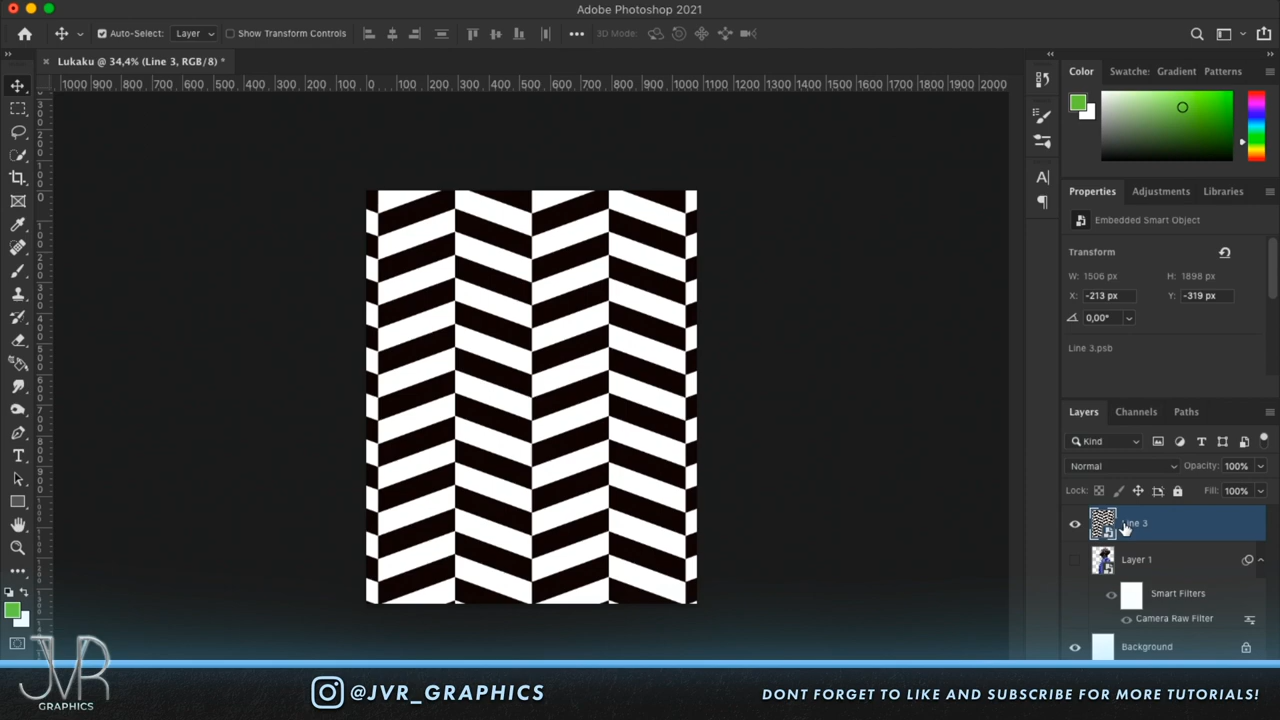 Adobe Photoshop 2021
Auto-Select: Layer Show Transform Controls 3D Mode:
Lukaku @ 34,4% (Line 3, RGB/8) *
1000 900 800 700 600 500 400 300 200 100 0 100 200 300 400 500 600 700 800 900 1000 1100 1200 1300 1400 1500 1600 1700 1800 1900 2000
Color Swatche: Gradient Patterns
Properties Adjustments Libraries
Embedded Smart Object
Transform
W: 1506 px H: 1898 px
X: -213 px Y: -319 px
0,00°
Line 3.psb
Layers Channels Paths
Kind
Normal Opacity: 100%
Lock: Fill: 100%
Line 3
Layer 1
Smart Filters
Camera Raw Filter
Background
JVR
GRAPHICS
@JVR_GRAPHICS
DONT FORGET TO LIKE AND SUBSCRIBE FOR MORE TUTORIALS!